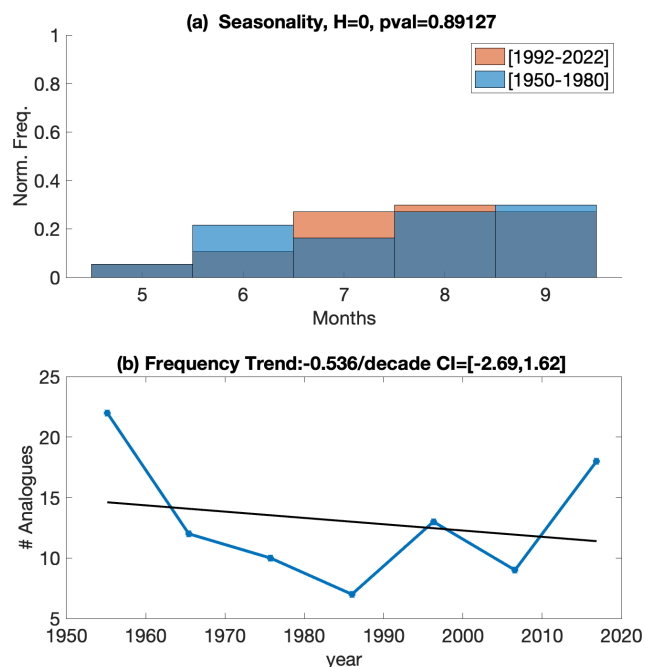 (a) Seasonality, H=0, pval=0.89127
1
0.8
0.6
0.4
0.2
0
Norm. Freq.
[1992-2022]
[1950-1980]
5 6 7 8 9
Months
(b) Frequency Trend:-0.536/decade CI=[-2.69,1.62]
25
20
15
10
5
# Analogues
1950 1960 1970 1980 1990 2000 2010 2020
year